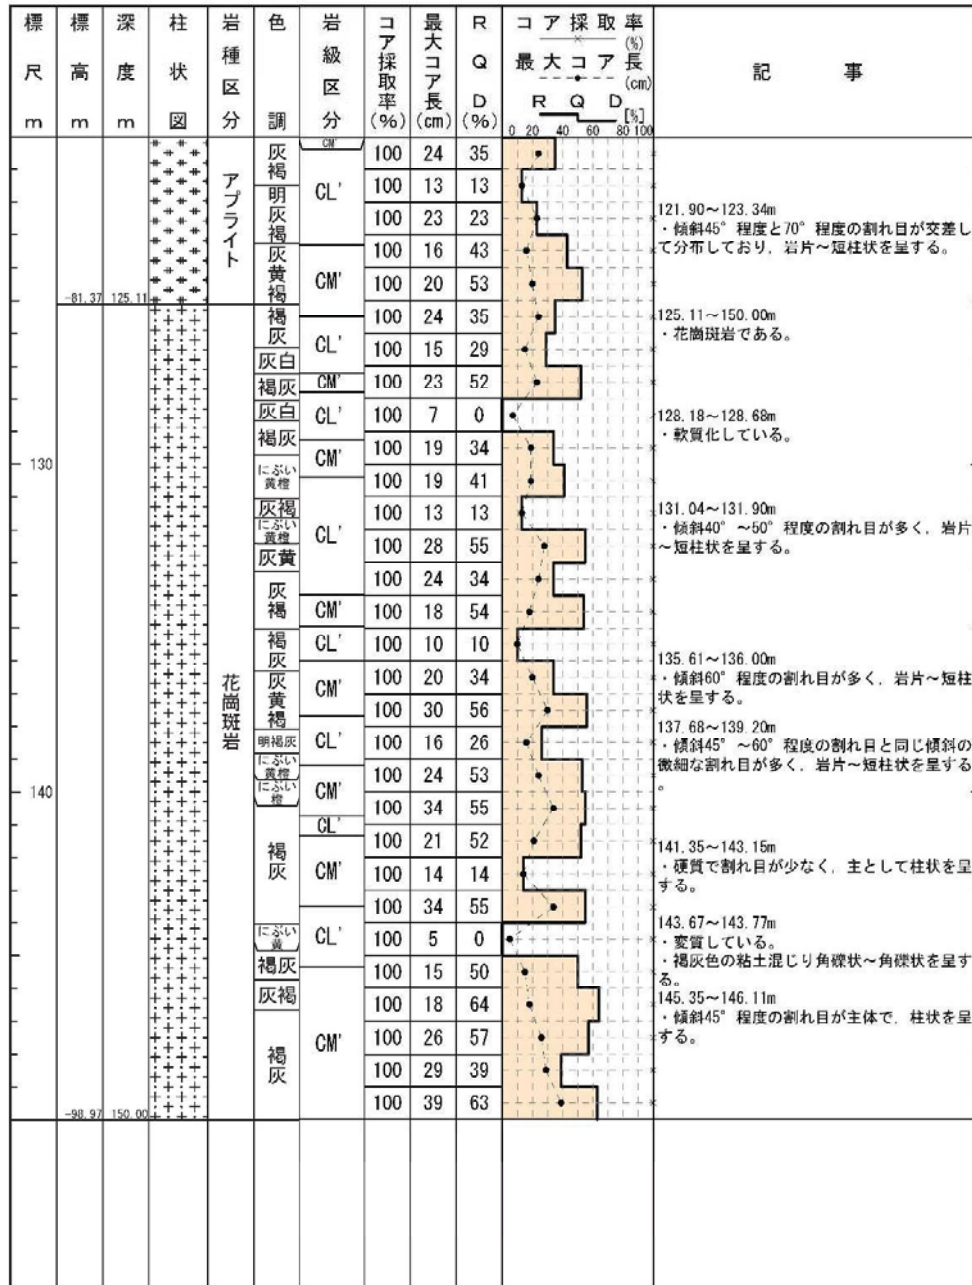 標尺m
標高m
深度m
柱状図
岩種区分
色調
岩級区分
コア採取率(%)
最大コア長(cm)
RQD(%)
コア採取率(%)
最大コア長(cm)
RQD[%]
0 20 40 60 80 100
記事
130
140
-81.37 125.11
-98.97 150.00
アプライト
花崗斑岩
灰褐
明灰褐
灰黄褐
褐灰
灰白
褐灰
灰白
褐灰
にぶい黄橙
灰褐
にぶい黄橙
灰黄
灰褐
褐灰
灰黄褐
明褐灰
にぶい黄橙
にぶい橙
褐灰
にぶい黄
褐灰
灰褐
褐灰
CM'
CL'
CM'
CL'
CM'
CL'
CM'
CL'
CM'
CL'
CM'
CL'
CM'
CL'
CM'
CL'
CM'
100 24 35
100 13 13
100 23 23
100 16 43
100 20 53
100 24 35
100 15 29
100 23 52
100 7 0
100 19 34
100 19 41
100 13 13
100 28 55
100 24 34
100 18 54
100 10 10
100 20 34
100 30 56
100 16 26
100 24 53
100 34 55
100 21 52
100 14 14
100 34 55
100 5 0
100 15 50
100 18 64
100 26 57
100 29 39
100 39 63
121.90～123.34m
・傾斜45°程度と70°程度の割れ目が交差し
て分布しており、岩片～短柱状を呈する。
125.11～150.00m
・花崗斑岩である。
128.18～128.68m
・軟質化している。
131.04～131.90m
・傾斜40°～50°程度の割れ目が多く、岩片
～短柱状を呈する。
135.61～136.00m
・傾斜60°程度の割れ目が多く、岩片～短柱
状を呈する。
137.68～139.20m
・傾斜45°～60°程度の割れ目と同じ傾斜の
微細な割れ目が多く、岩片～短柱状を呈する
。
141.35～143.15m
・硬質で割れ目が少なく、主として柱状を呈
する。
143.67～143.77m
・変質している。
・褐灰色の粘土混じり角礫状～角礫状を呈す
る。
145.35～146.11m
・傾斜45°程度の割れ目が主体で、柱状を呈
する。